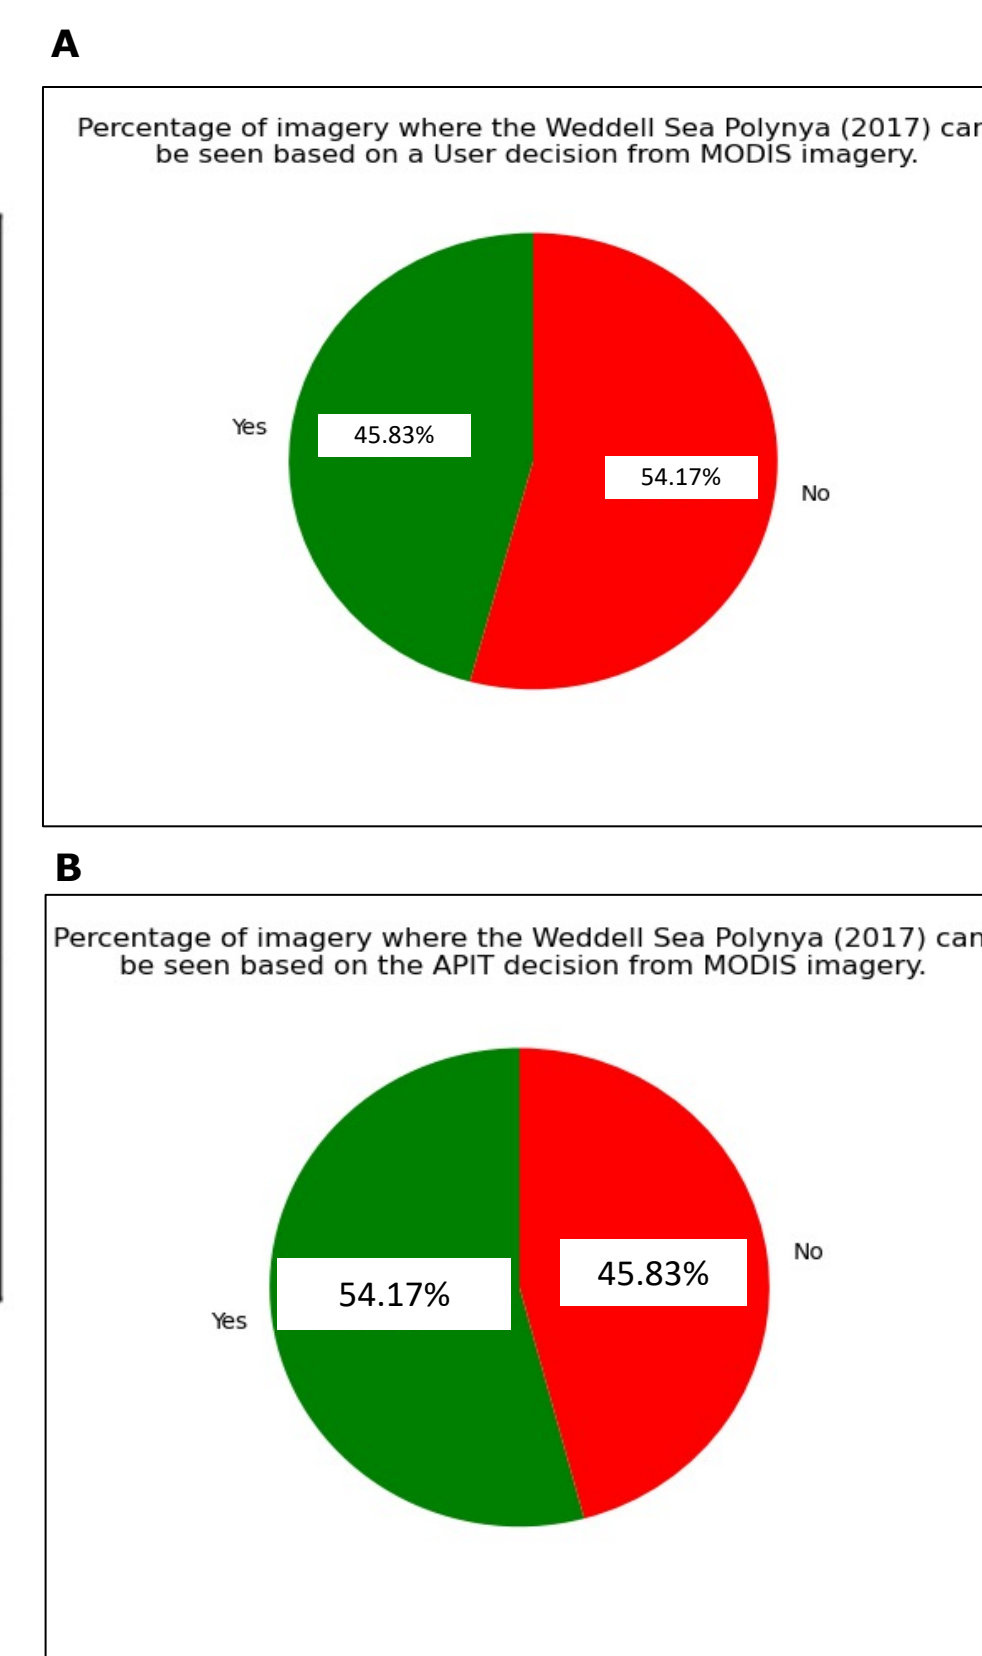 A
Percentage of imagery where the Weddell Sea Polynya (2017) can
be seen based on a User decision from MODIS imagery.
Yes
45.83%
54.17%
No
B
Percentage of imagery where the Weddell Sea Polynya (2017) can
be seen based on the APIT decision from MODIS imagery.
No
45.83%
54.17%
Yes